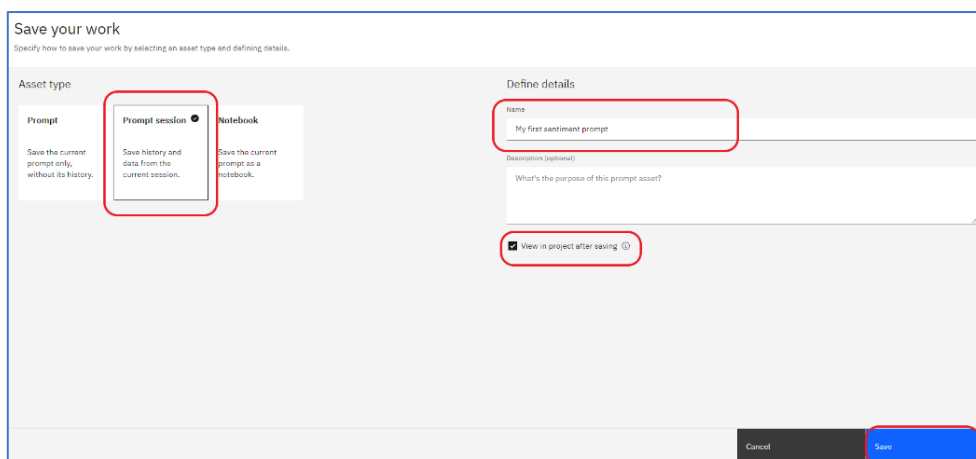 Save your work
Specify how to save your work by selecting an asset type and defining details.
Asset type
Prompt
Save the current
prompt only,
without its history.
Prompt session
Save history and
data from the
current session.
Notebook
Save the current
prompt as a
notebook.
Define details
Name
My first sentiment prompt
Description (optional)
What's the purpose of this prompt asset?
View in project after saving
Cancel
Save